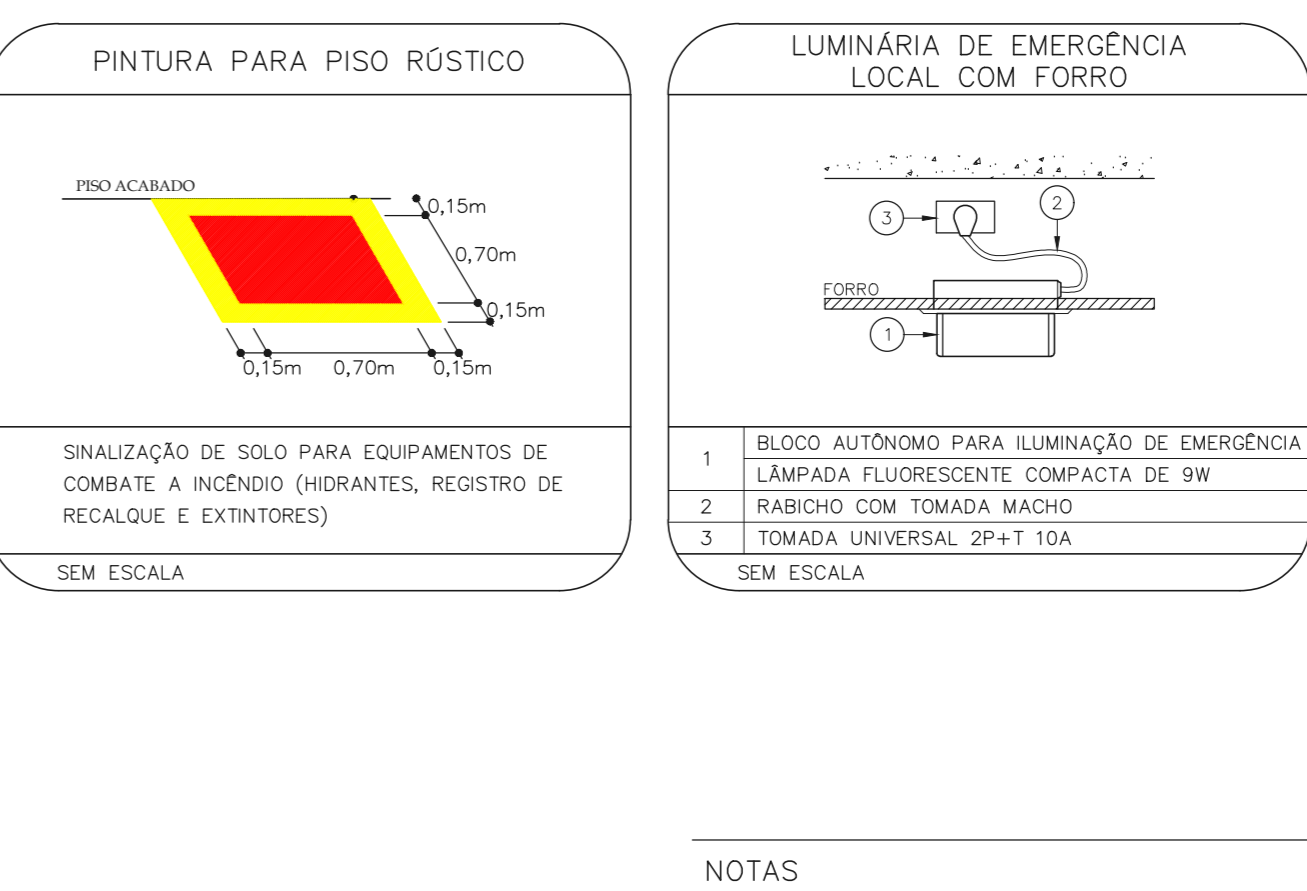 PINTURA PARA PISO RÚSTICO
PISO ACABADO
0,15m
0,70m
0,15m
0,15m
0,70m
0,15m
SINALIZAÇÃO DE SOLO PARA EQUIPAMENTOS DE
COMBATE A INCÊNDIO (HIDRANTES, REGISTRO DE
RECALQUE E EXTINTORES)
SEM ESCALA
LUMINÁRIA DE EMERGÊNCIA
LOCAL COM FORRO
3
2
FORRO
1
1
BLOCO AUTÔNOMO PARA ILUMINAÇÃO DE EMERGÊNCIA
LÂMPADA FLUORESCENTE COMPACTA DE 9W
2 RABICHO COM TOMADA MACHO
3 TOMADA UNIVERSAL 2P+T 10A
SEM ESCALA
NOTAS